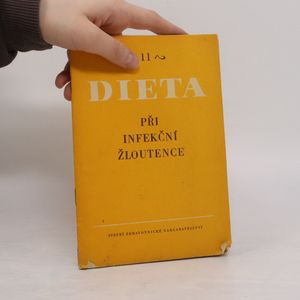 11
DIETA
PŘI
INFEKČNÍ
ŽLOUTENCE
STÁTNÍ ZDRAVOTNICKÉ NAKLADATELSTVÍ